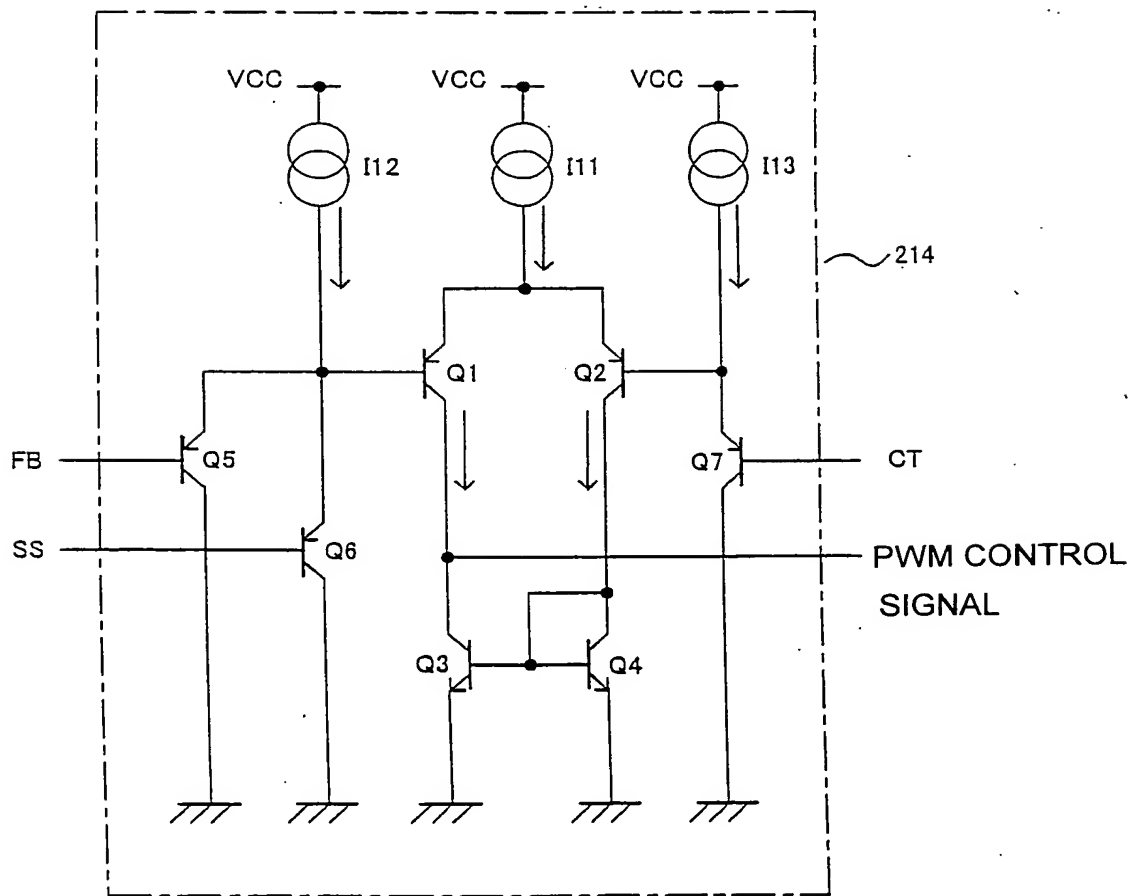 VCC VCC VCC
I12 I11 I13
214
Q1 Q2
FB Q5 Q7 CT
SS Q6
PWM CONTROL
SIGNAL
Q3 Q4